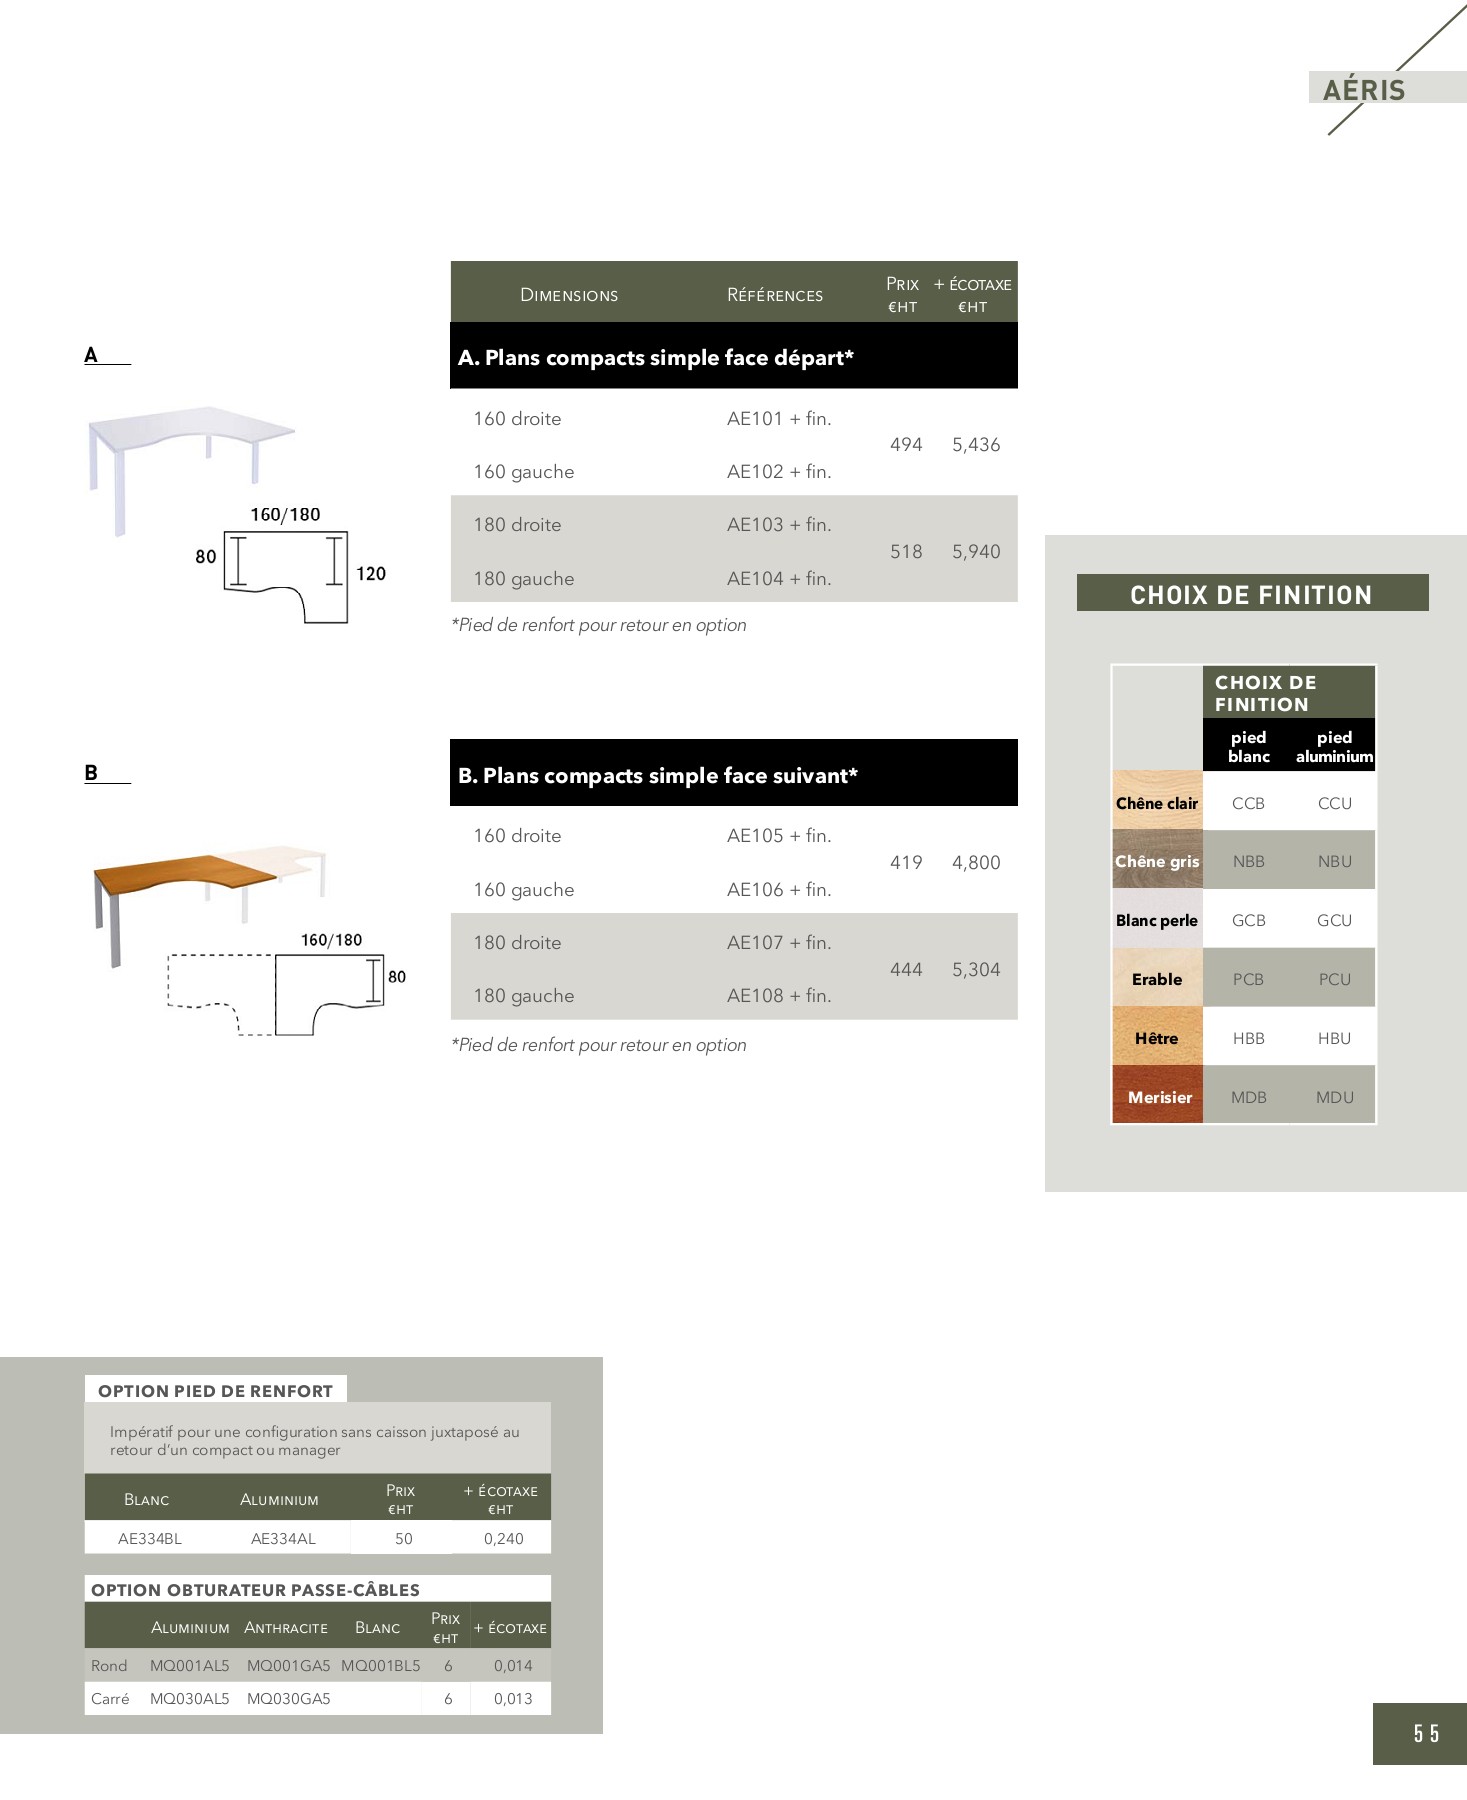 AÉRIS
DIMENSIONS RÉFÉRENCES PRIX €HT + ÉCOTAXE €HT
A
A. Plans compacts simple face départ*
160 droite AE101 + fin.
494 5,436
160 gauche AE102 + fin.
180 droite AE103 + fin.
518 5,940
180 gauche AE104 + fin.
*Pied de renfort pour retour en option
160/180
80
120
B
B. Plans compacts simple face suivant*
160 droite AE105 + fin.
419 4,800
160 gauche AE106 + fin.
180 droite AE107 + fin.
444 5,304
180 gauche AE108 + fin.
*Pied de renfort pour retour en option
160/180
80
CHOIX DE FINITION
CHOIX DE
FINITION
pied blanc pied aluminium
Chêne clair CCB CCU
Chêne gris NBB NBU
Blanc perle GCB GCU
Erable PCB PCU
Hêtre HBB HBU
Merisier MDB MDU
OPTION PIED DE RENFORT
Impératif pour une configuration sans caisson juxtaposé au
retour d'un compact ou manager
BLANC ALUMINIUM PRIX €HT + ÉCOTAXE €HT
AE334BL AE334AL 50 0,240
OPTION OBTURATEUR PASSE-CÂBLES
ALUMINIUM ANTHRACITE BLANC PRIX €HT + ÉCOTAXE
Rond MQ001AL5 MQ001GA5 MQ001BL5 6 0,014
Carré MQ030AL5 MQ030GA5 6 0,013
55